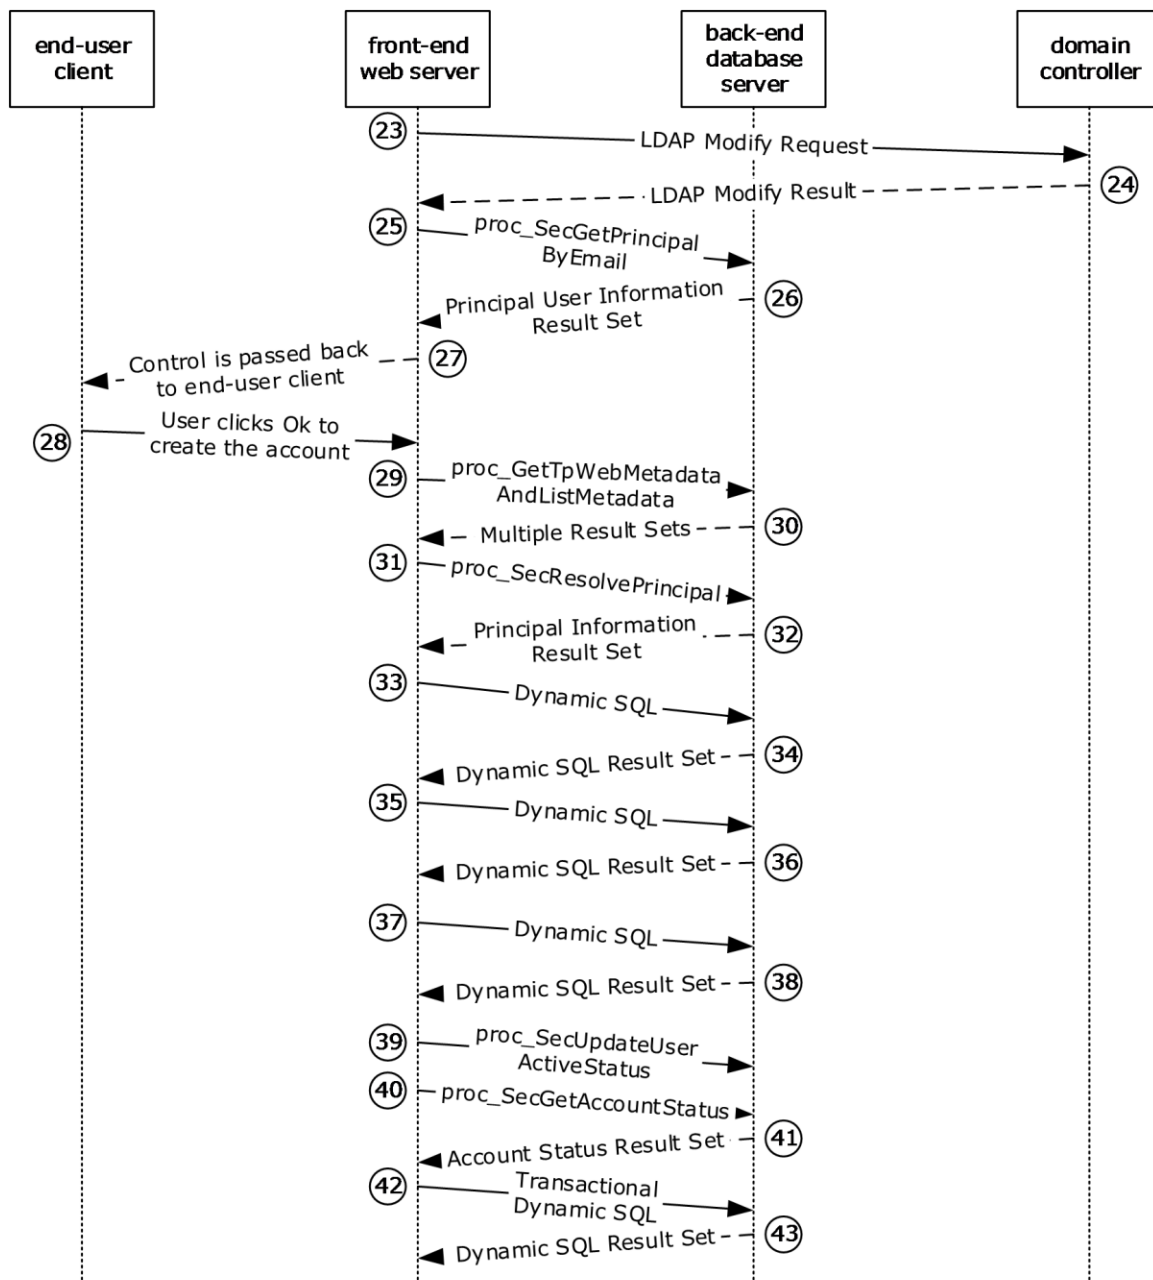 end-user
client
front-end
web server
back-end
database
server
domain
controller
23
LDAP Modify Request
LDAP Modify Result
24
25
proc_SecGetPrincipal
ByEmail
Principal User Information
Result Set
26
Control is passed back
to end-user client
27
28
User clicks Ok to
create the account
29
proc_GetTpWebMetadata
AndListMetadata
Multiple Result Sets
30
31
proc_SecResolvePrincipal
Principal Information
Result Set
32
33
Dynamic SQL
Dynamic SQL Result Set
34
35
Dynamic SQL
Dynamic SQL Result Set
36
37
Dynamic SQL
Dynamic SQL Result Set
38
39
proc_SecUpdateUser
ActiveStatus
40
proc_SecGetAccountStatus
Account Status Result Set
41
42
Transactional
Dynamic SQL
Dynamic SQL Result Set
43